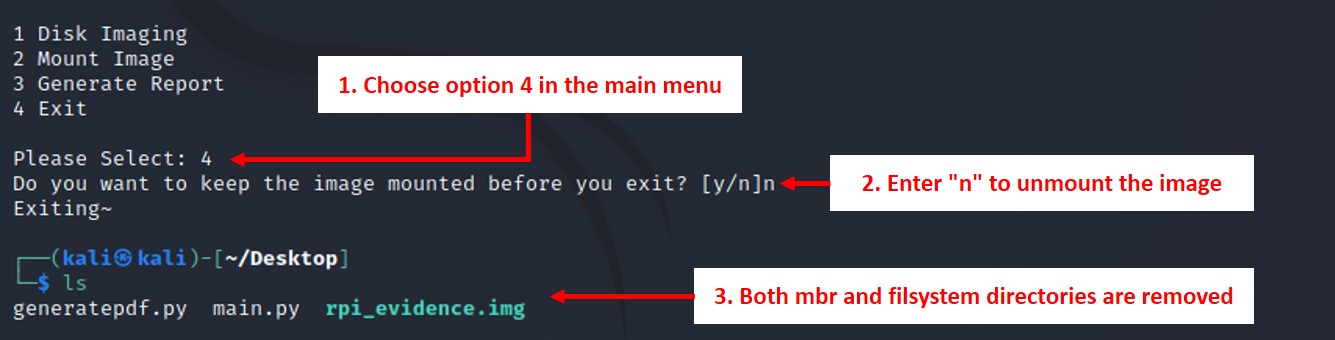 1 Disk Imaging
2 Mount Image
3 Generate Report
4 Exit
1. Choose option 4 in the main menu
Please Select: 4
Do you want to keep the image mounted before you exit? [y/n]n
2. Enter "n" to unmount the image
Exiting~
┌──(kali㉿kali)-[~/Desktop]
└─$ ls
generatepdf.py main.py rpi_evidence.img
3. Both mbr and filsystem directories are removed